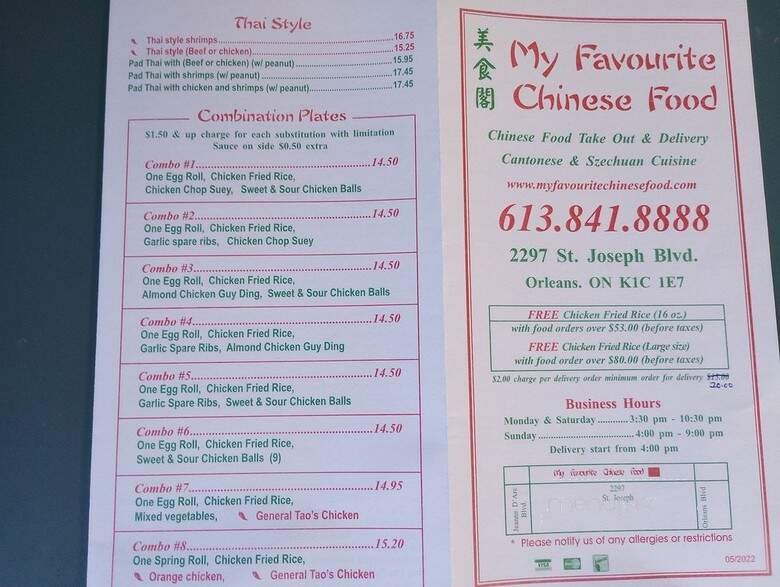 Thai Style
Thai style shrimps 16.75
Thai style (Beef or chicken) 15.25
Pad Thai with (Beef or chicken) (w/ peanut) 15.95
Pad Thai with shrimps (w/ peanut) 17.45
Pad Thai with chicken and shrimps (w/ peanut) 17.45
Combination Plates
$1.50 & up charge for each substitution with limitation
Sauce on side $0.50 extra
Combo #1 14.50
One Egg Roll, Chicken Fried Rice,
Chicken Chop Suey, Sweet & Sour Chicken Balls
Combo #2 14.50
One Egg Roll, Chicken Fried Rice,
Garlic spare ribs, Chicken Chop Suey
Combo #3 14.50
One Egg Roll, Chicken Fried Rice,
Almond Chicken Guy Ding, Sweet & Sour Chicken Balls
Combo #4 14.50
One Egg Roll, Chicken Fried Rice,
Garlic Spare Ribs, Almond Chicken Guy Ding
Combo #5 14.50
One Egg Roll, Chicken Fried Rice,
Garlic Spare Ribs, Sweet & Sour Chicken Balls
Combo #6 14.50
One Egg Roll, Chicken Fried Rice,
Sweet & Sour Chicken Balls (9)
Combo #7 14.95
One Egg Roll, Chicken Fried Rice,
Mixed vegetables, General Tao's Chicken
Combo #8 15.20
One Spring Roll, Chicken Fried Rice,
Orange chicken, General Tao's Chicken
美食閣
My Favourite
Chinese Food
Chinese Food Take Out & Delivery
Cantonese & Szechuan Cuisine
www.myfavouritechinesefood.com
613.841.8888
2297 St. Joseph Blvd.
Orleans. ON K1C 1E7
FREE Chicken Fried Rice (16 oz.)
with food orders over $53.00 (before taxes)
FREE Chicken Fried Rice (Large size)
with food order over $80.00 (before taxes)
$2.00 charge per delivery order minimum order for delivery $15.00
20.00
Business Hours
Monday & Saturday 3:30 pm - 10:30 pm
Sunday 4:00 pm - 9:00 pm
Delivery start from 4:00 pm
My Favourite Chinese Food
2297
St. Joseph
Jeanne D'Arc
Blvd.
Orleans Blvd
* Please notify us of any allergies or restrictions
VISA
05/2022